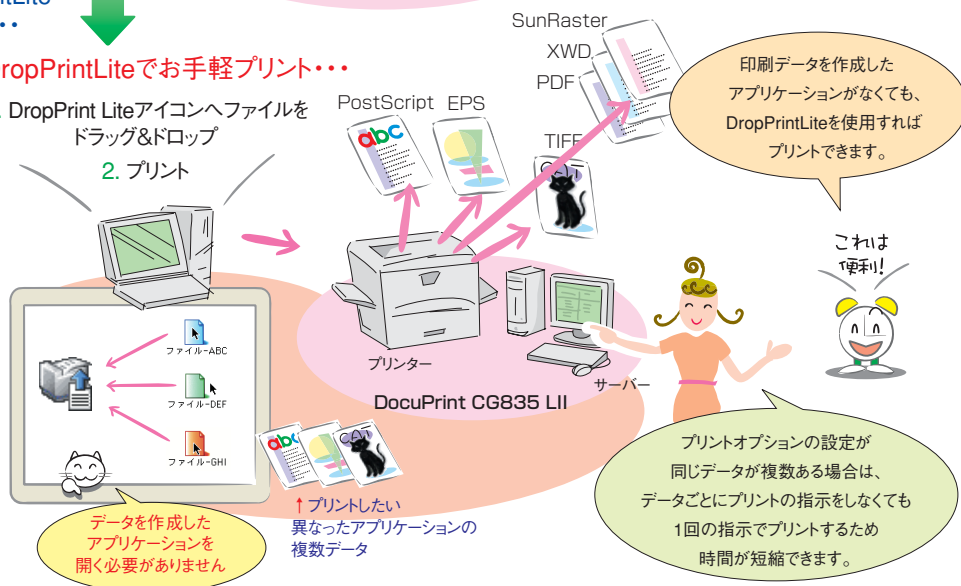 DropPrintLiteでお手軽プリント・・・
DropPrint Liteアイコンへファイルを
ドラッグ&ドロップ
2. プリント
SunRaster
XWD
PDF
PostScript
EPS
TIFF
abc
CAT
印刷データを作成した
アプリケーションがなくても、
DropPrintLiteを使用すれば
プリントできます。
これは
便利!
ファイル-ABC
ファイル-DEF
ファイル-GHI
プリンター
サーバー
DocuPrint CG835 LII
abc
CAT
↑プリントしたい
異なったアプリケーションの
複数データ
データを作成した
アプリケーションを
開く必要がありません
プリントオプションの設定が
同じデータが複数ある場合は、
データごとにプリントの指示をしなくても
1回の指示でプリントするため
時間が短縮できます。